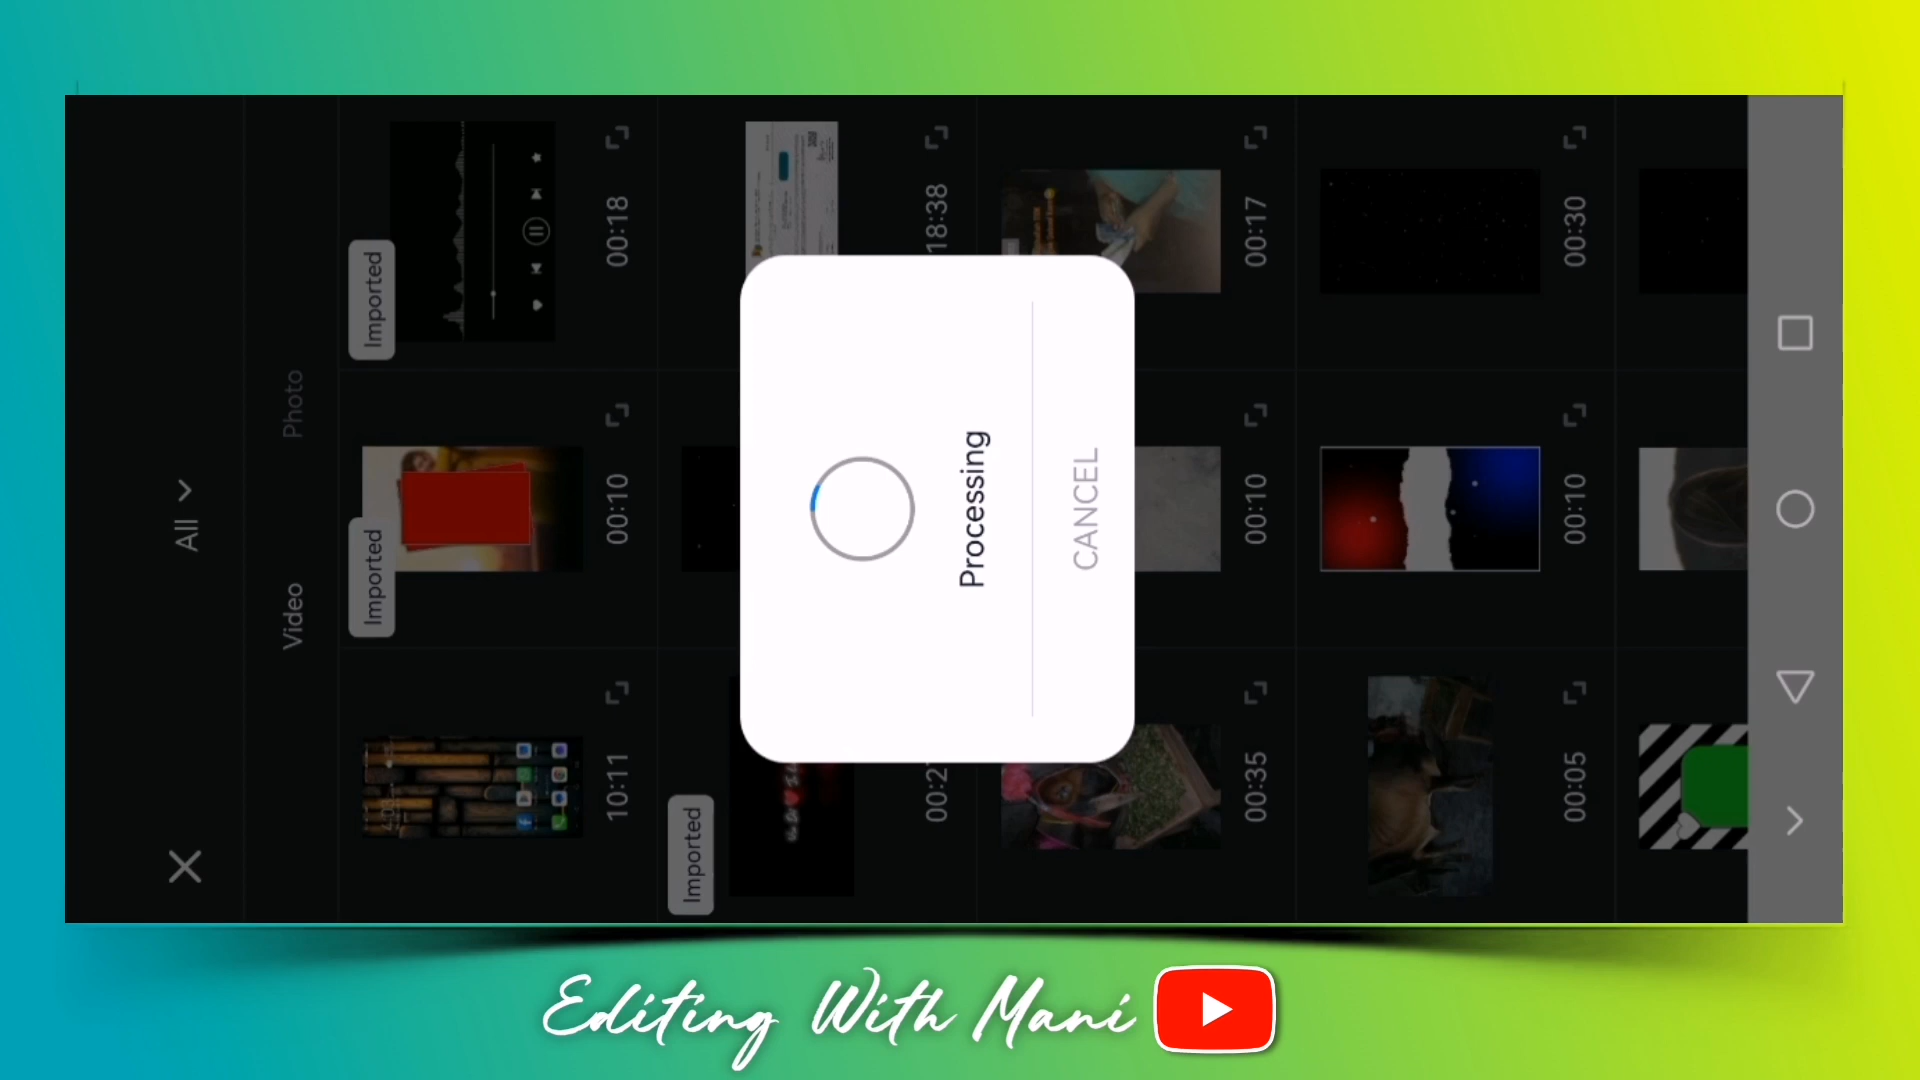 All
Video
Photo
10:11
Imported
00:10
Imported
00:18
Imported
18:38
00:35
00:10
00:17
00:05
00:10
00:30
Processing
CANCEL
Editing With Mani